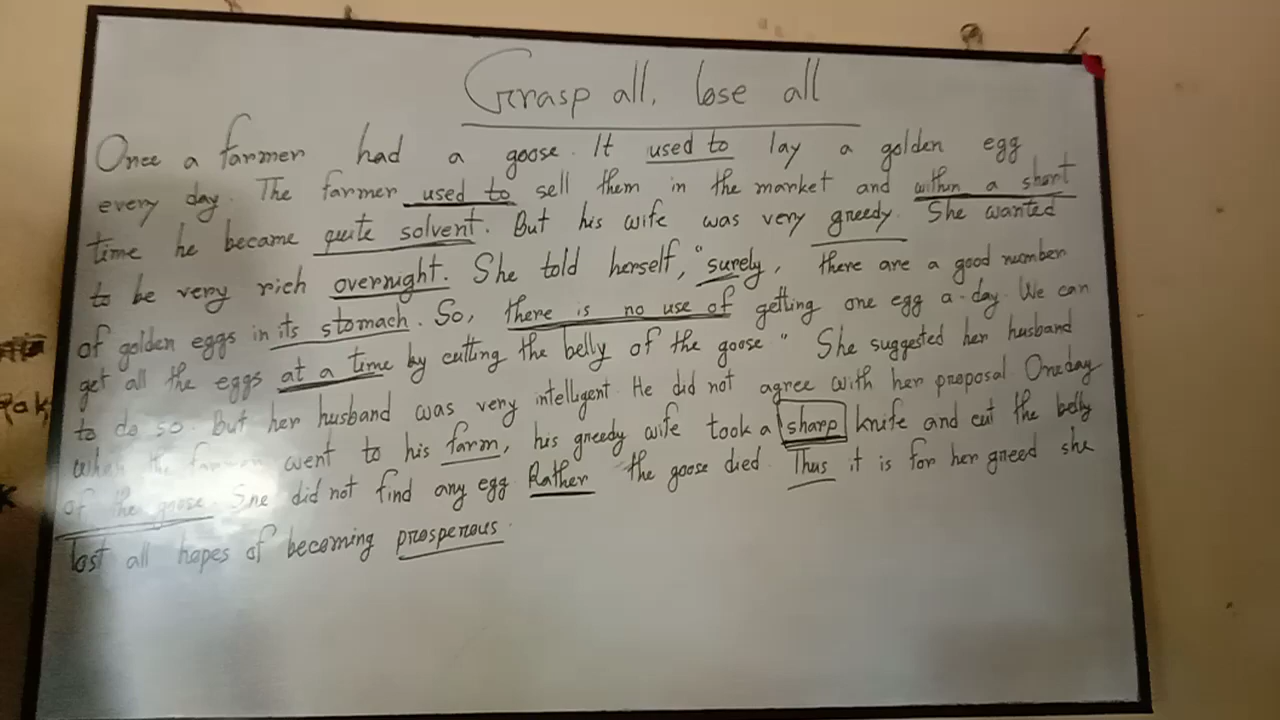 Grasp all, lose all
Once a farmer had a goose. It used to lay a golden egg
every day. The farmer used to sell them in the market and within a short
time he became quite solvent. But his wife was very greedy. She wanted
to be very rich overnight. She told herself, "surely, there are a good number
of golden eggs in its stomach. So, there is no use of getting one egg a-day. We can
get all the eggs at a time by cutting the belly of the goose" She suggested her husband
to do so. But her husband was very intelligent. He did not agree with her proposal Oneday
when the farmer went to his farm, his greedy wife took a sharp knife and cut the belly
of the goose. She did not find any egg Rather the goose died. Thus it is for her greed she
lost all hopes of becoming prosperous.